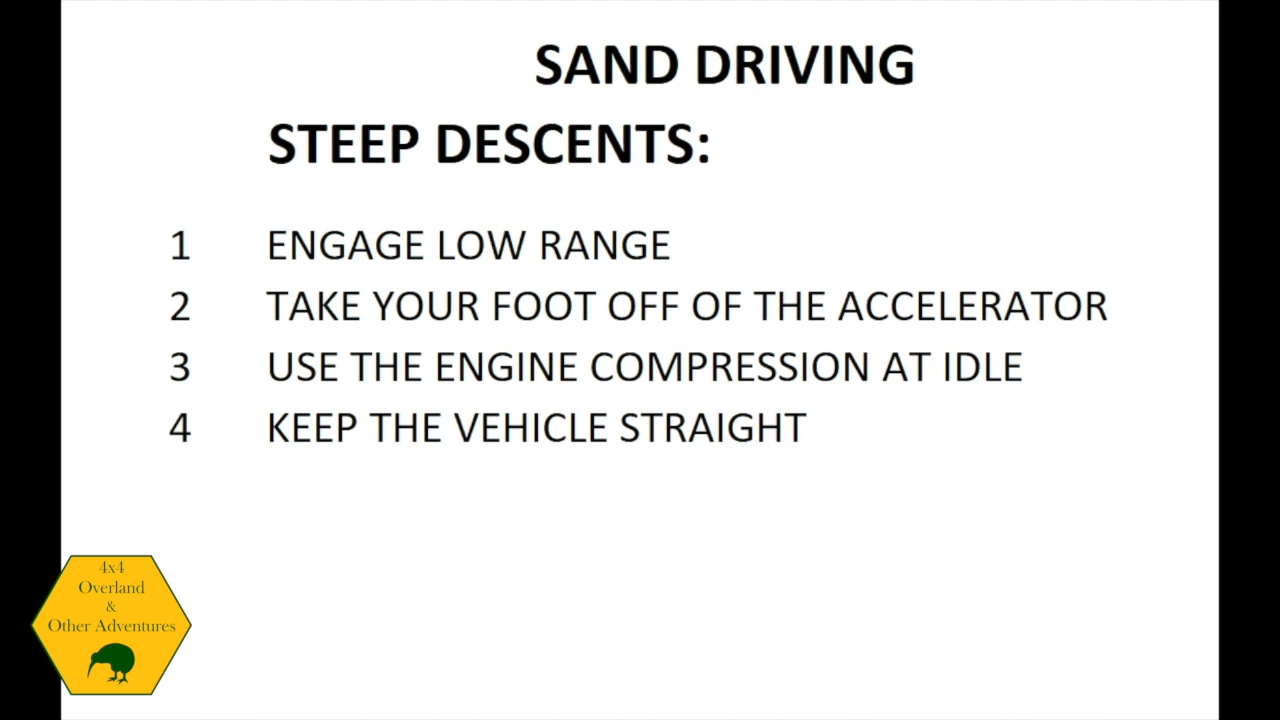 SAND DRIVING
STEEP DESCENTS:
1 ENGAGE LOW RANGE
2 TAKE YOUR FOOT OFF OF THE ACCELERATOR
3 USE THE ENGINE COMPRESSION AT IDLE
4 KEEP THE VEHICLE STRAIGHT
4x4
Overland
&
Other Adventures